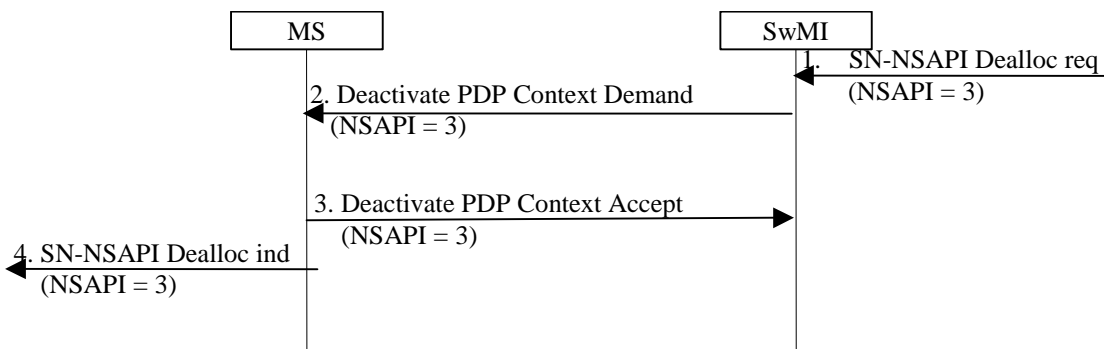 MS
SwMI
1. SN-NSAPI Dealloc req
(NSAPI = 3)
2. Deactivate PDP Context Demand
(NSAPI = 3)
3. Deactivate PDP Context Accept
(NSAPI = 3)
4. SN-NSAPI Dealloc ind
(NSAPI = 3)